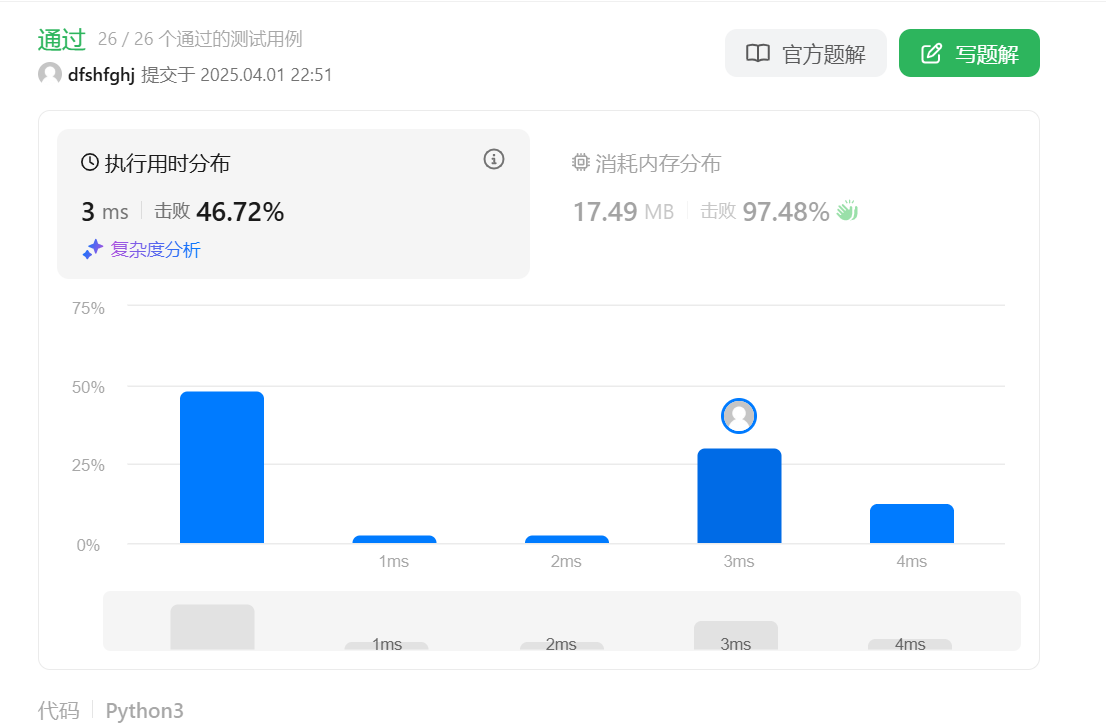 通过 26 / 26 个通过的测试用例
dfshfghj 提交于 2025.04.01 22:51
官方题解
写题解
执行用时分布
3 ms 击败 46.72%
复杂度分析
消耗内存分布
17.49 MB 击败 97.48%
75%
50%
25%
0%
1ms 2ms 3ms 4ms
1ms 2ms 3ms 4ms
代码 Python3